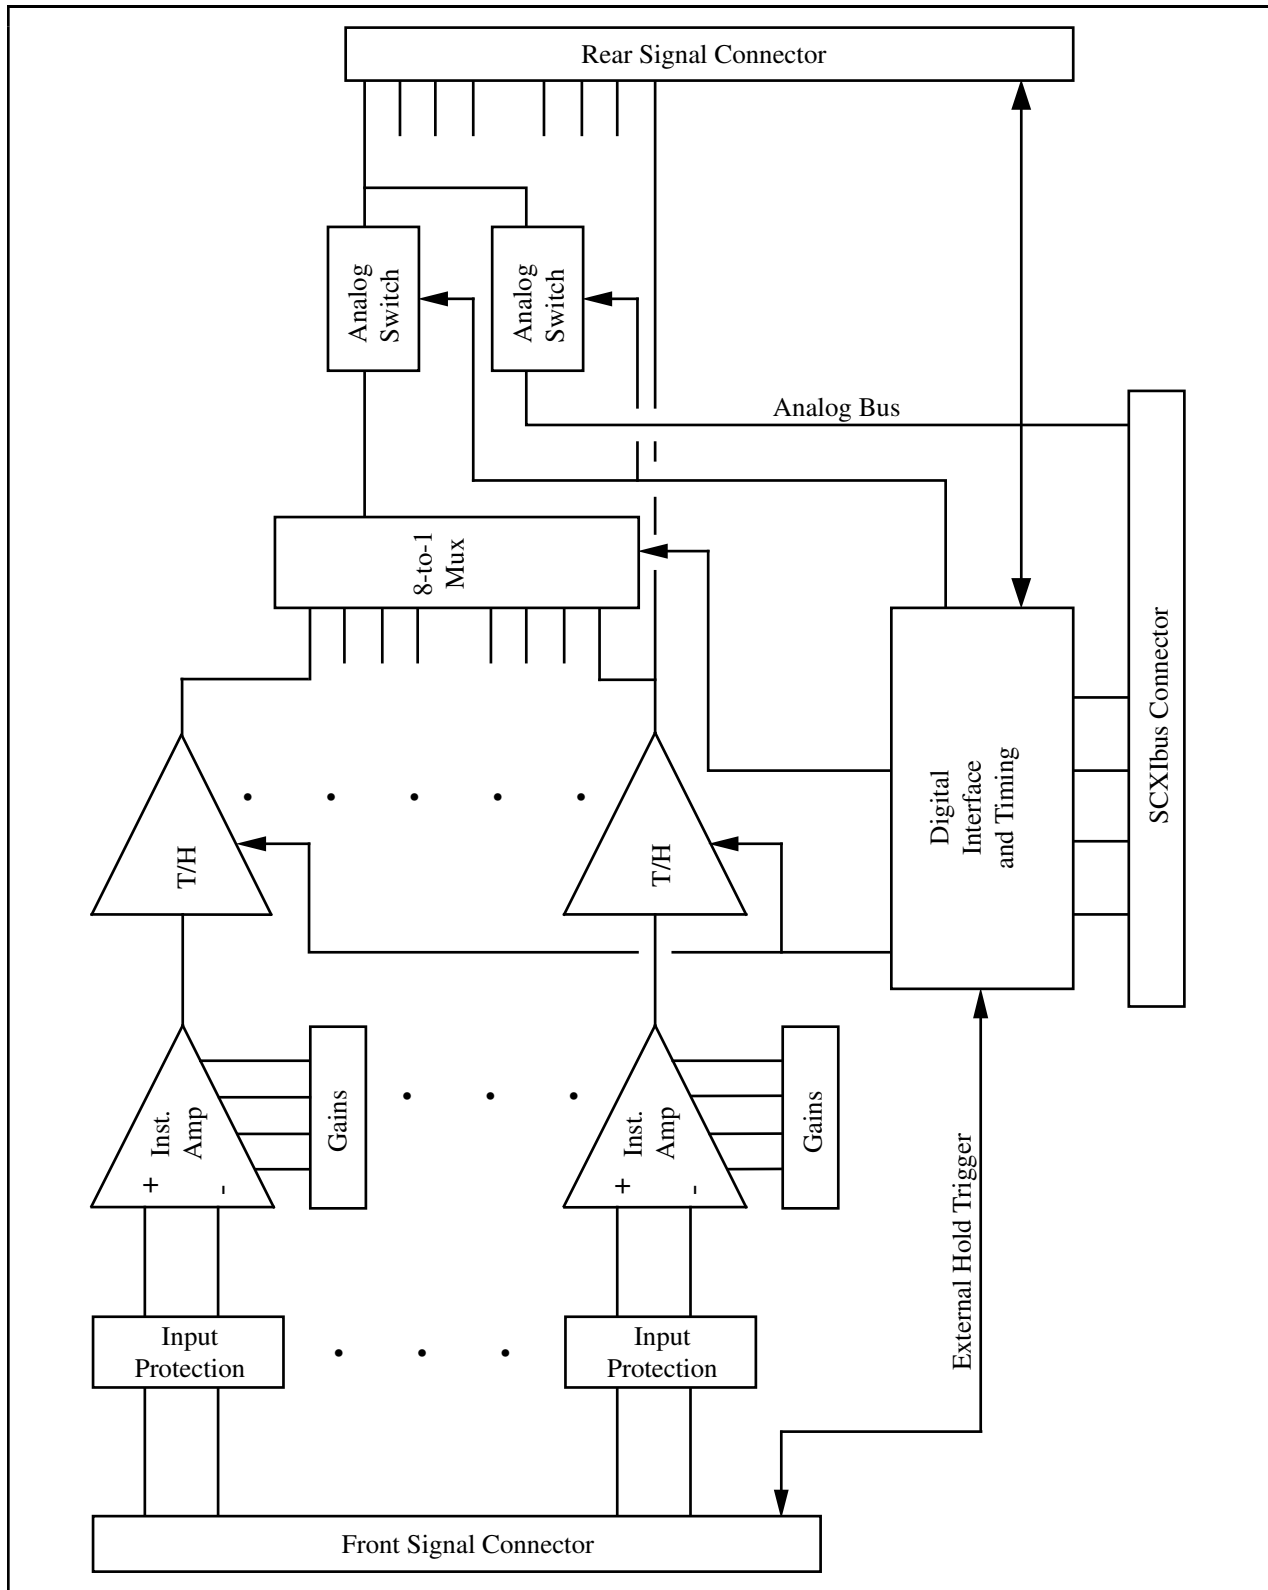 Rear Signal Connector
Analog
Switch
Analog
Switch
Analog Bus
8-to-1
Mux
SCXIbus Connector
Digital
Interface
and Timing
T/H
T/H
Inst.
Amp
+
-
Gains
Inst.
Amp
+
-
Gains
External Hold Trigger
Input
Protection
Input
Protection
Front Signal Connector